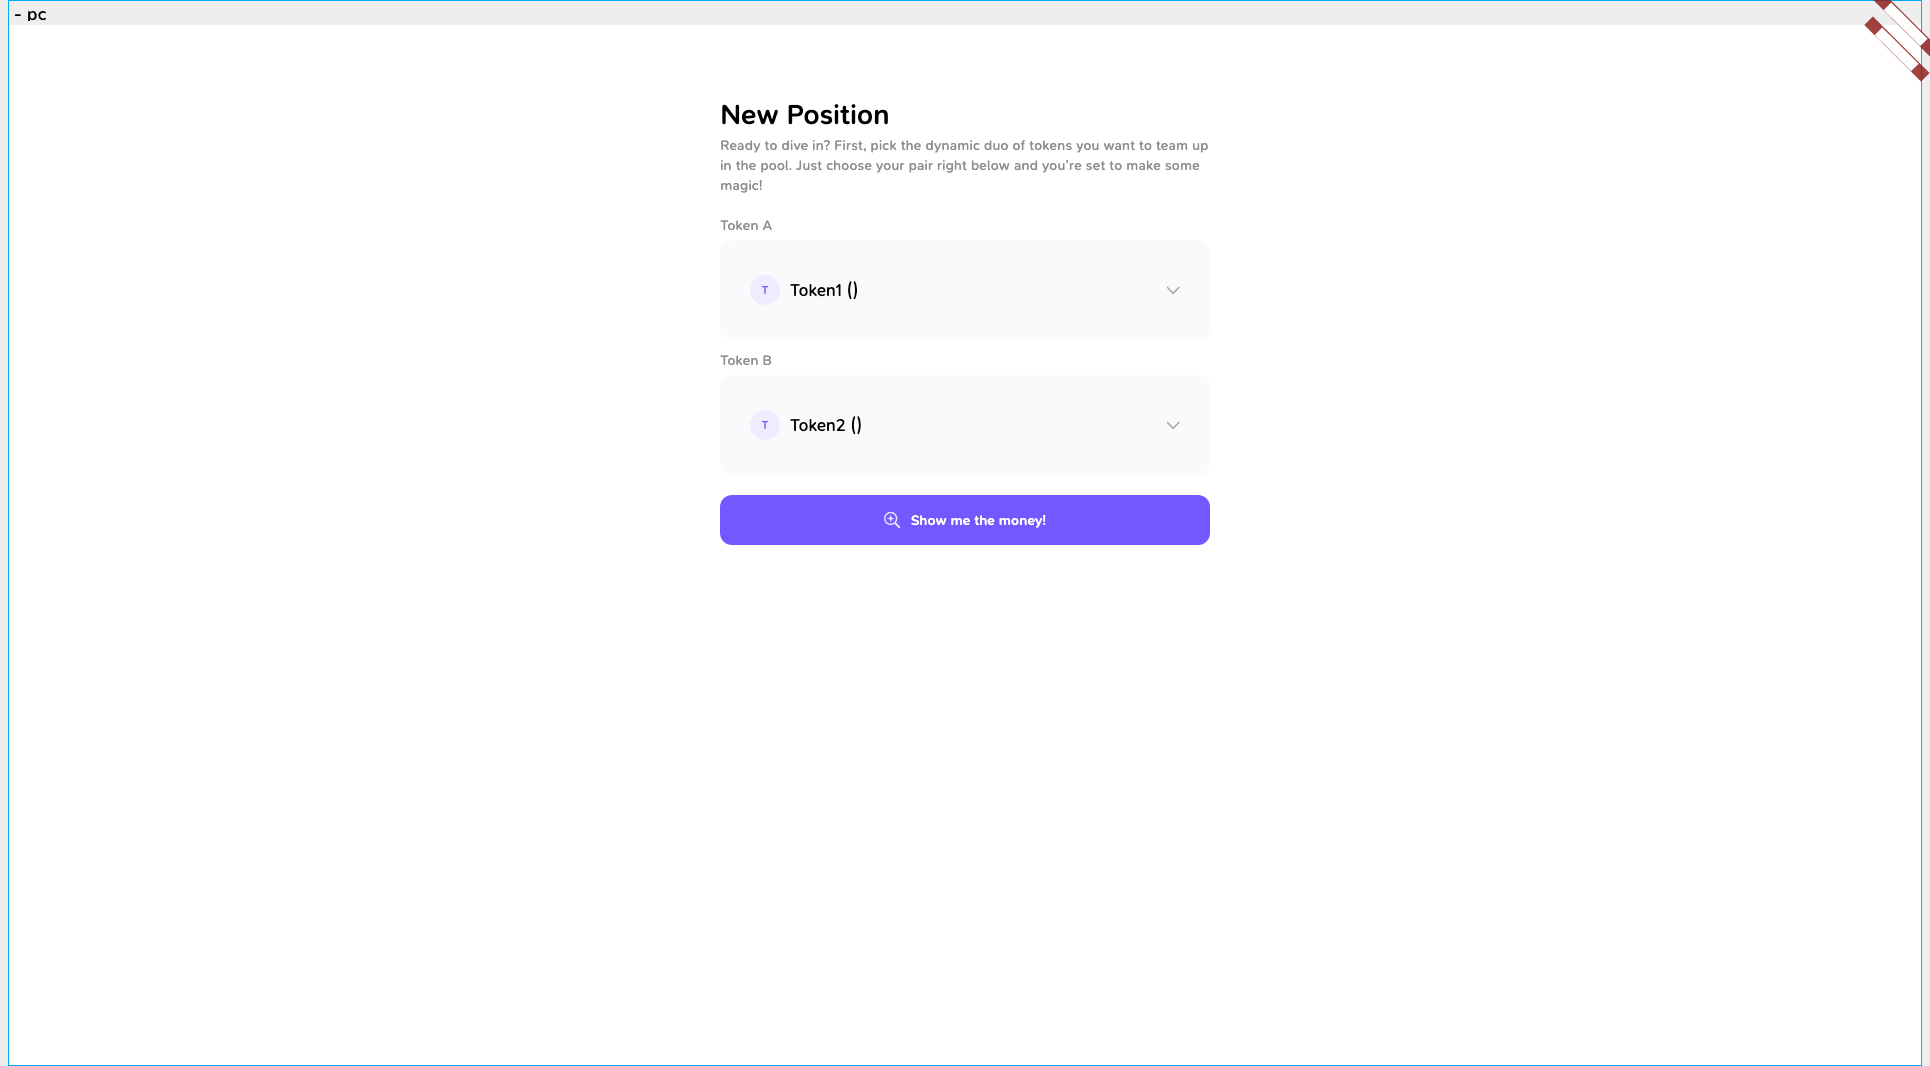 - pc
New Position
Ready to dive in? First, pick the dynamic duo of tokens you want to team up
in the pool. Just choose your pair right below and you're set to make some
magic!
Token A
T Token1 ()
Token B
T Token2 ()
Show me the money!